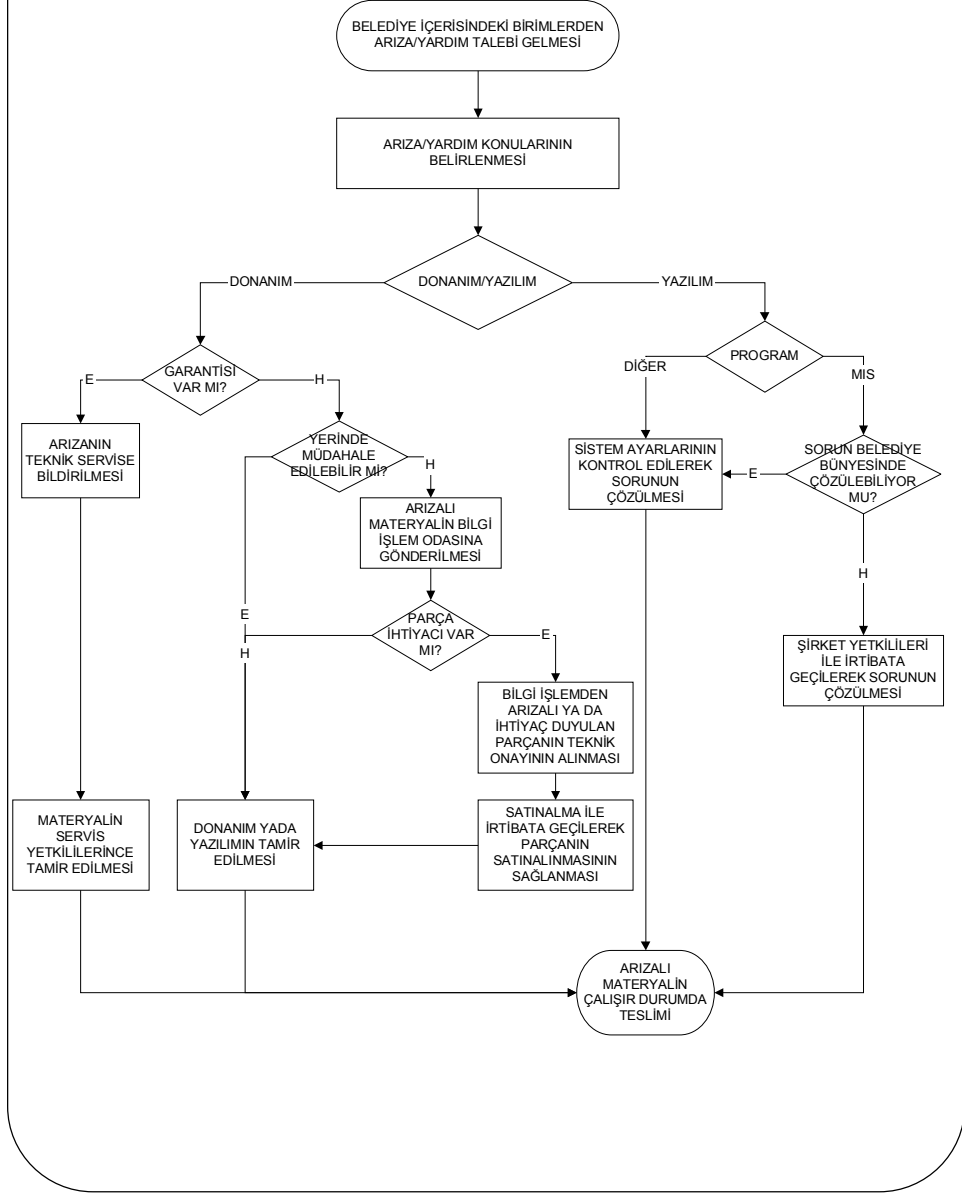 BELEDİYE İÇERİSİNDEKİ BİRİMLERDEN
ARIZA/YARDIM TALEBİ GELMESİ
ARIZA/YARDIM KONULARININ
BELİRLENMESİ
DONANIM
DONANIM/YAZILIM
YAZILIM
GARANTİSİ
VAR MI?
E
H
PROGRAM
DİĞER
MIS
ARIZANIN
TEKNİK SERVİSE
BİLDİRİLMESİ
YERİNDE
MÜDAHALE
EDİLEBİLİR Mİ?
H
SİSTEM AYARLARININ
KONTROL EDİLEREK
SORUNUN
ÇÖZÜLMESİ
E
SORUN BELEDİYE
BÜNYESİNDE
ÇÖZÜLEBİLİYOR
MU?
ARIZALI
MATERYALİN BİLGİ
İŞLEM ODASINA
GÖNDERİLMESİ
H
E
H
PARÇA
İHTİYACI VAR
MI?
E
ŞİRKET YETKİLİLERİ
İLE İRTİBATA
GEÇİLEREK SORUNUN
ÇÖZÜLMESİ
BİLGİ İŞLEMDEN
ARIZALI YA DA
İHTİYAÇ DUYULAN
PARÇANIN TEKNİK
ONAYININ ALINMASI
MATERYALİN
SERVİS
YETKİLİLERİNCE
TAMİR EDİLMESİ
DONANIM YADA
YAZILIMIN TAMİR
EDİLMESİ
SATINALMA İLE
İRTİBATA GEÇİLEREK
PARÇANIN
SATINALINMASININ
SAĞLANMASI
ARIZALI
MATERYALİN
ÇALIŞIR DURUMDA
TESLİMİ